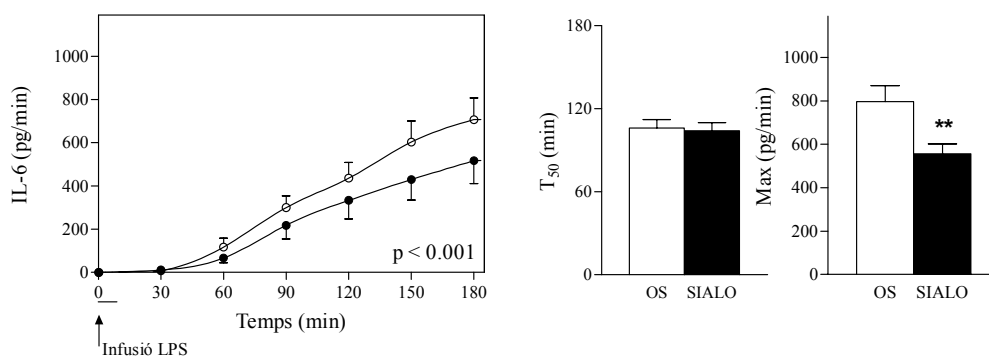 1000
800
600
400
200
0
IL-6 (pg/min)
p < 0.001
0 30 60 90 120 150 180
Temps (min)
Infusió LPS
180
120
60
0
T50 (min)
OS SIALO
1000
800
600
400
200
0
Max (pg/min)
**
OS SIALO